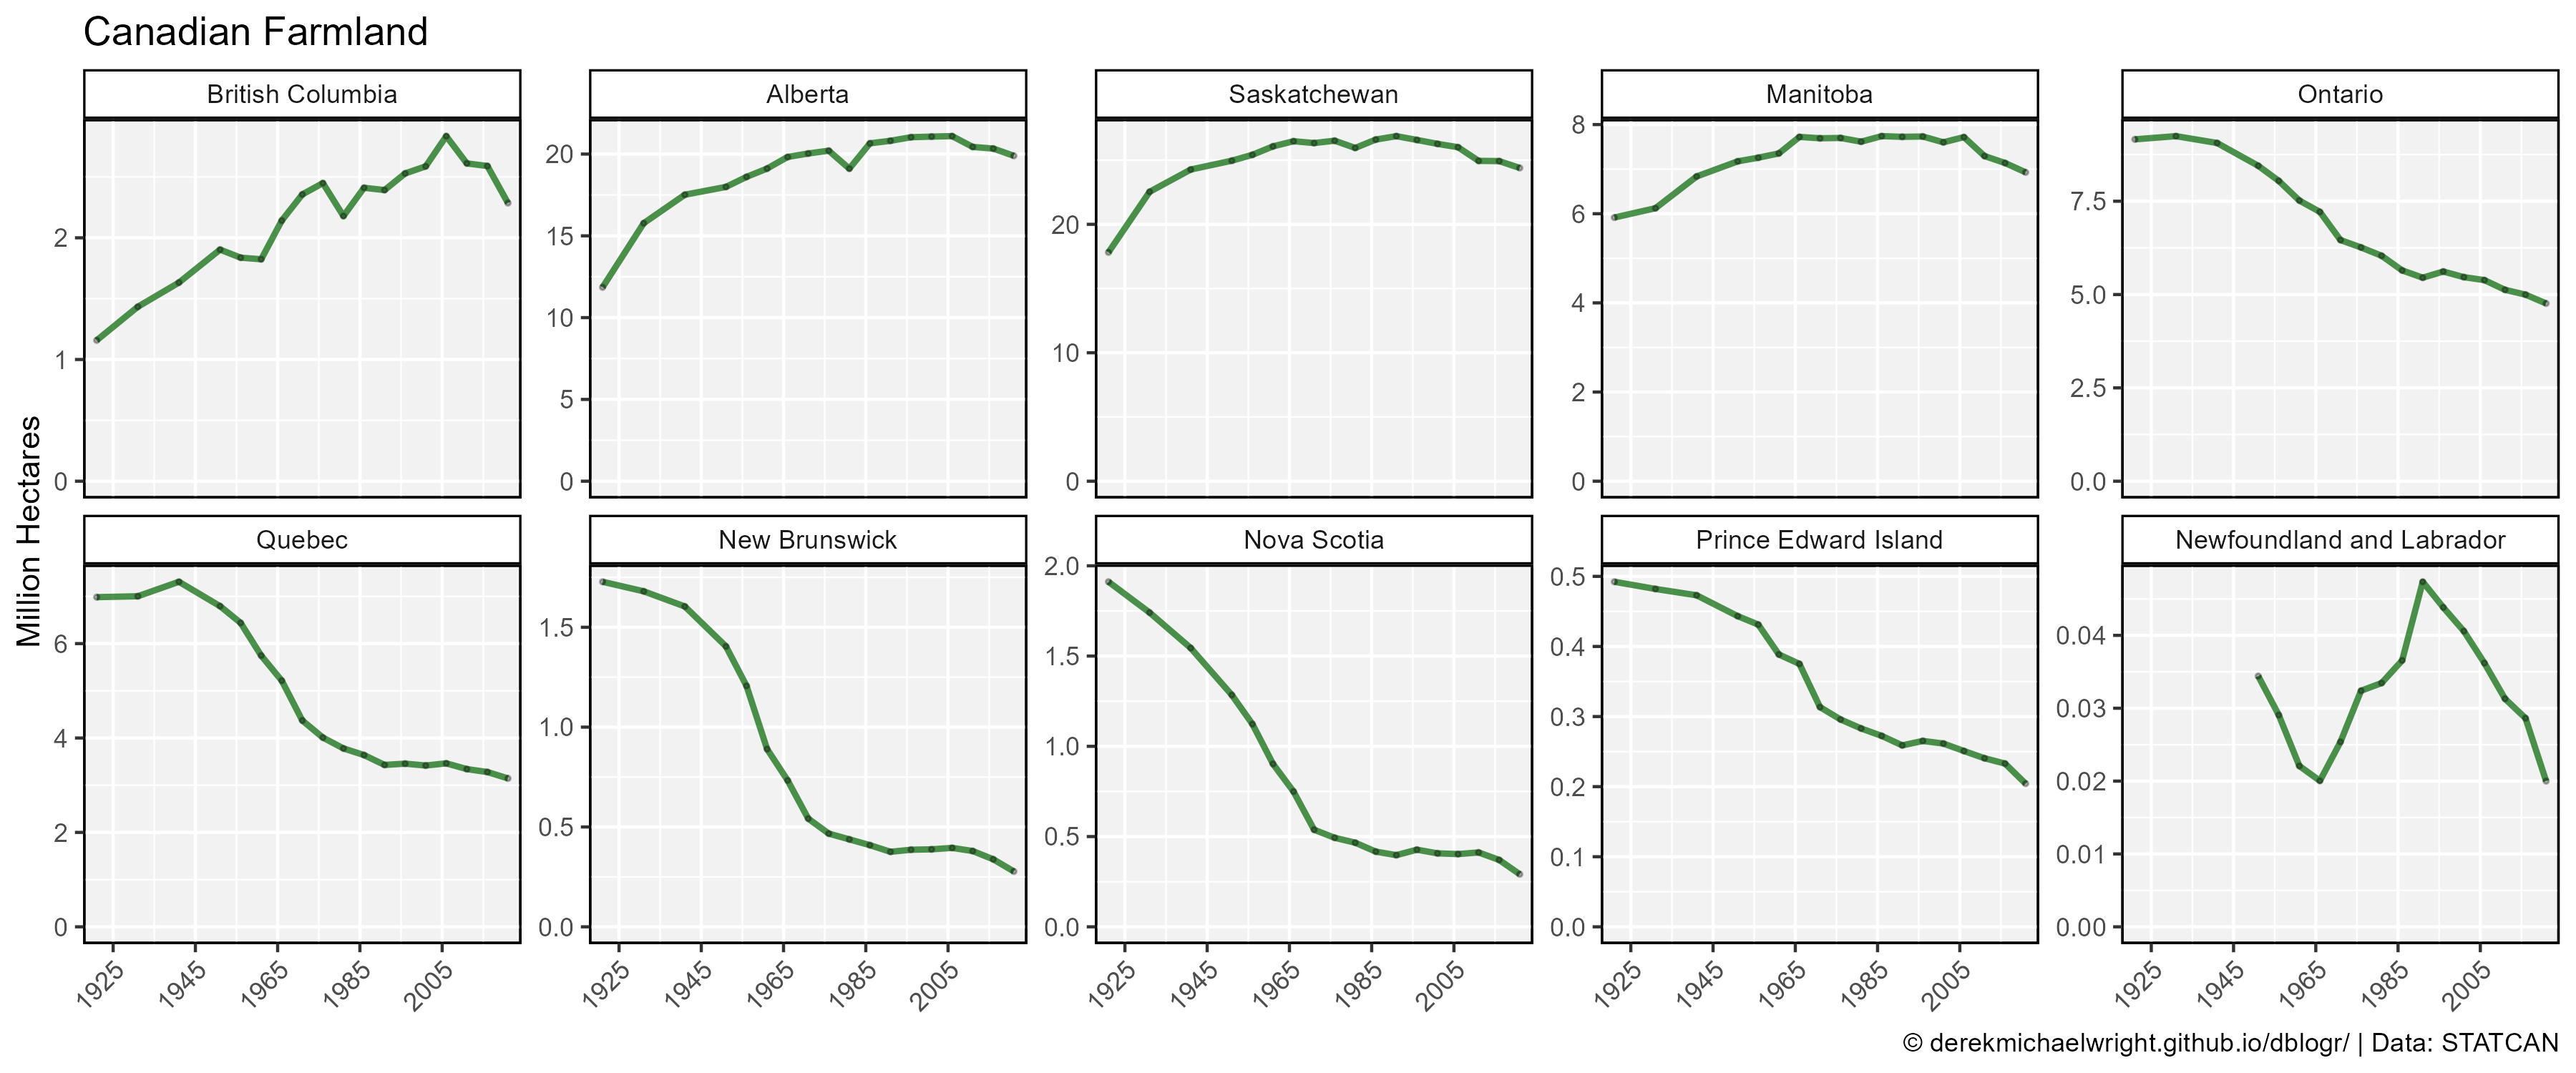 Canadian Farmland
Million Hectares
British Columbia
2
1
0
Alberta
20
15
10
5
0
Saskatchewan
20
10
0
Manitoba
8
6
4
2
0
Ontario
7.5
5.0
2.5
0.0
Quebec
6
4
2
0
1925 1945 1965 1985 2005
New Brunswick
1.5
1.0
0.5
0.0
1925 1945 1965 1985 2005
Nova Scotia
2.0
1.5
1.0
0.5
0.0
1925 1945 1965 1985 2005
Prince Edward Island
0.5
0.4
0.3
0.2
0.1
0.0
1925 1945 1965 1985 2005
Newfoundland and Labrador
0.04
0.03
0.02
0.01
0.00
1925 1945 1965 1985 2005
© derekmichaelwright.github.io/dblogr/ | Data: STATCAN